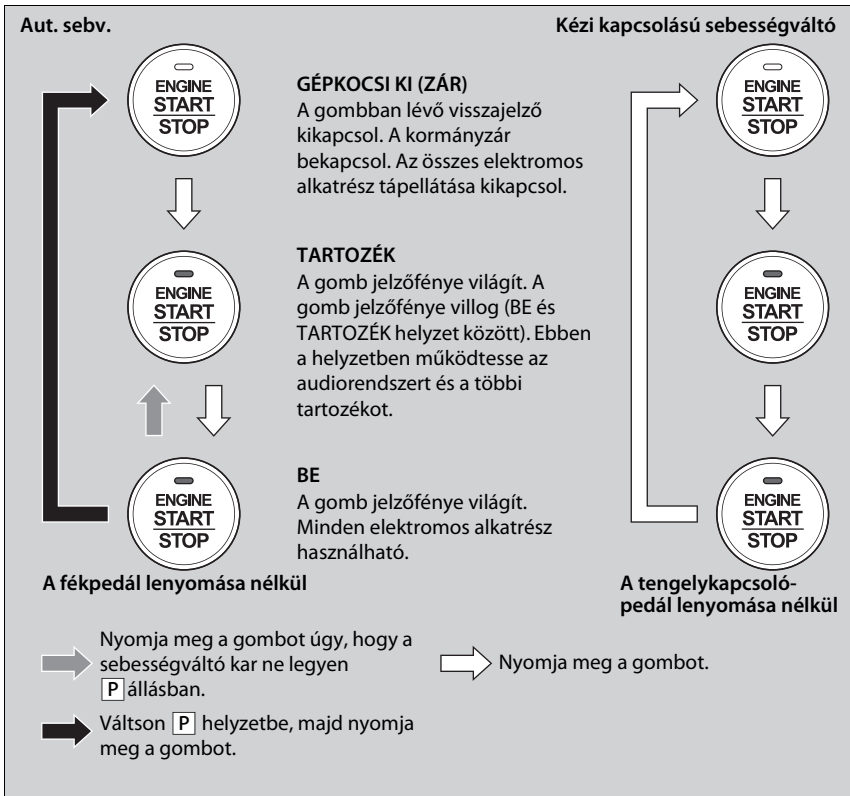 Aut. sebv.
Kézi kapcsolású sebességváltó
ENGINE
START
STOP
GÉPKOCSI KI (ZÁR)
A gombban lévő visszajelző
kikapcsol. A kormányzár
bekapcsol. Az összes elektromos
alkatrész tápellátása kikapcsol.
ENGINE
START
STOP
ENGINE
START
STOP
TARTOZÉK
A gomb jelzőfénye világít. A
gomb jelzőfénye villog (BE és
TARTOZÉK helyzet között). Ebben
a helyzetben működtesse az
audiorendszert és a többi
tartozékot.
ENGINE
START
STOP
ENGINE
START
STOP
BE
A gomb jelzőfénye világít.
Minden elektromos alkatrész
használható.
ENGINE
START
STOP
A fékpedál lenyomása nélkül
A tengelykapcsoló-
pedál lenyomása nélkül
Nyomja meg a gombot úgy, hogy a
sebességváltó kar ne legyen
P állásban.
Nyomja meg a gombot.
Váltson P helyzetbe, majd nyomja
meg a gombot.